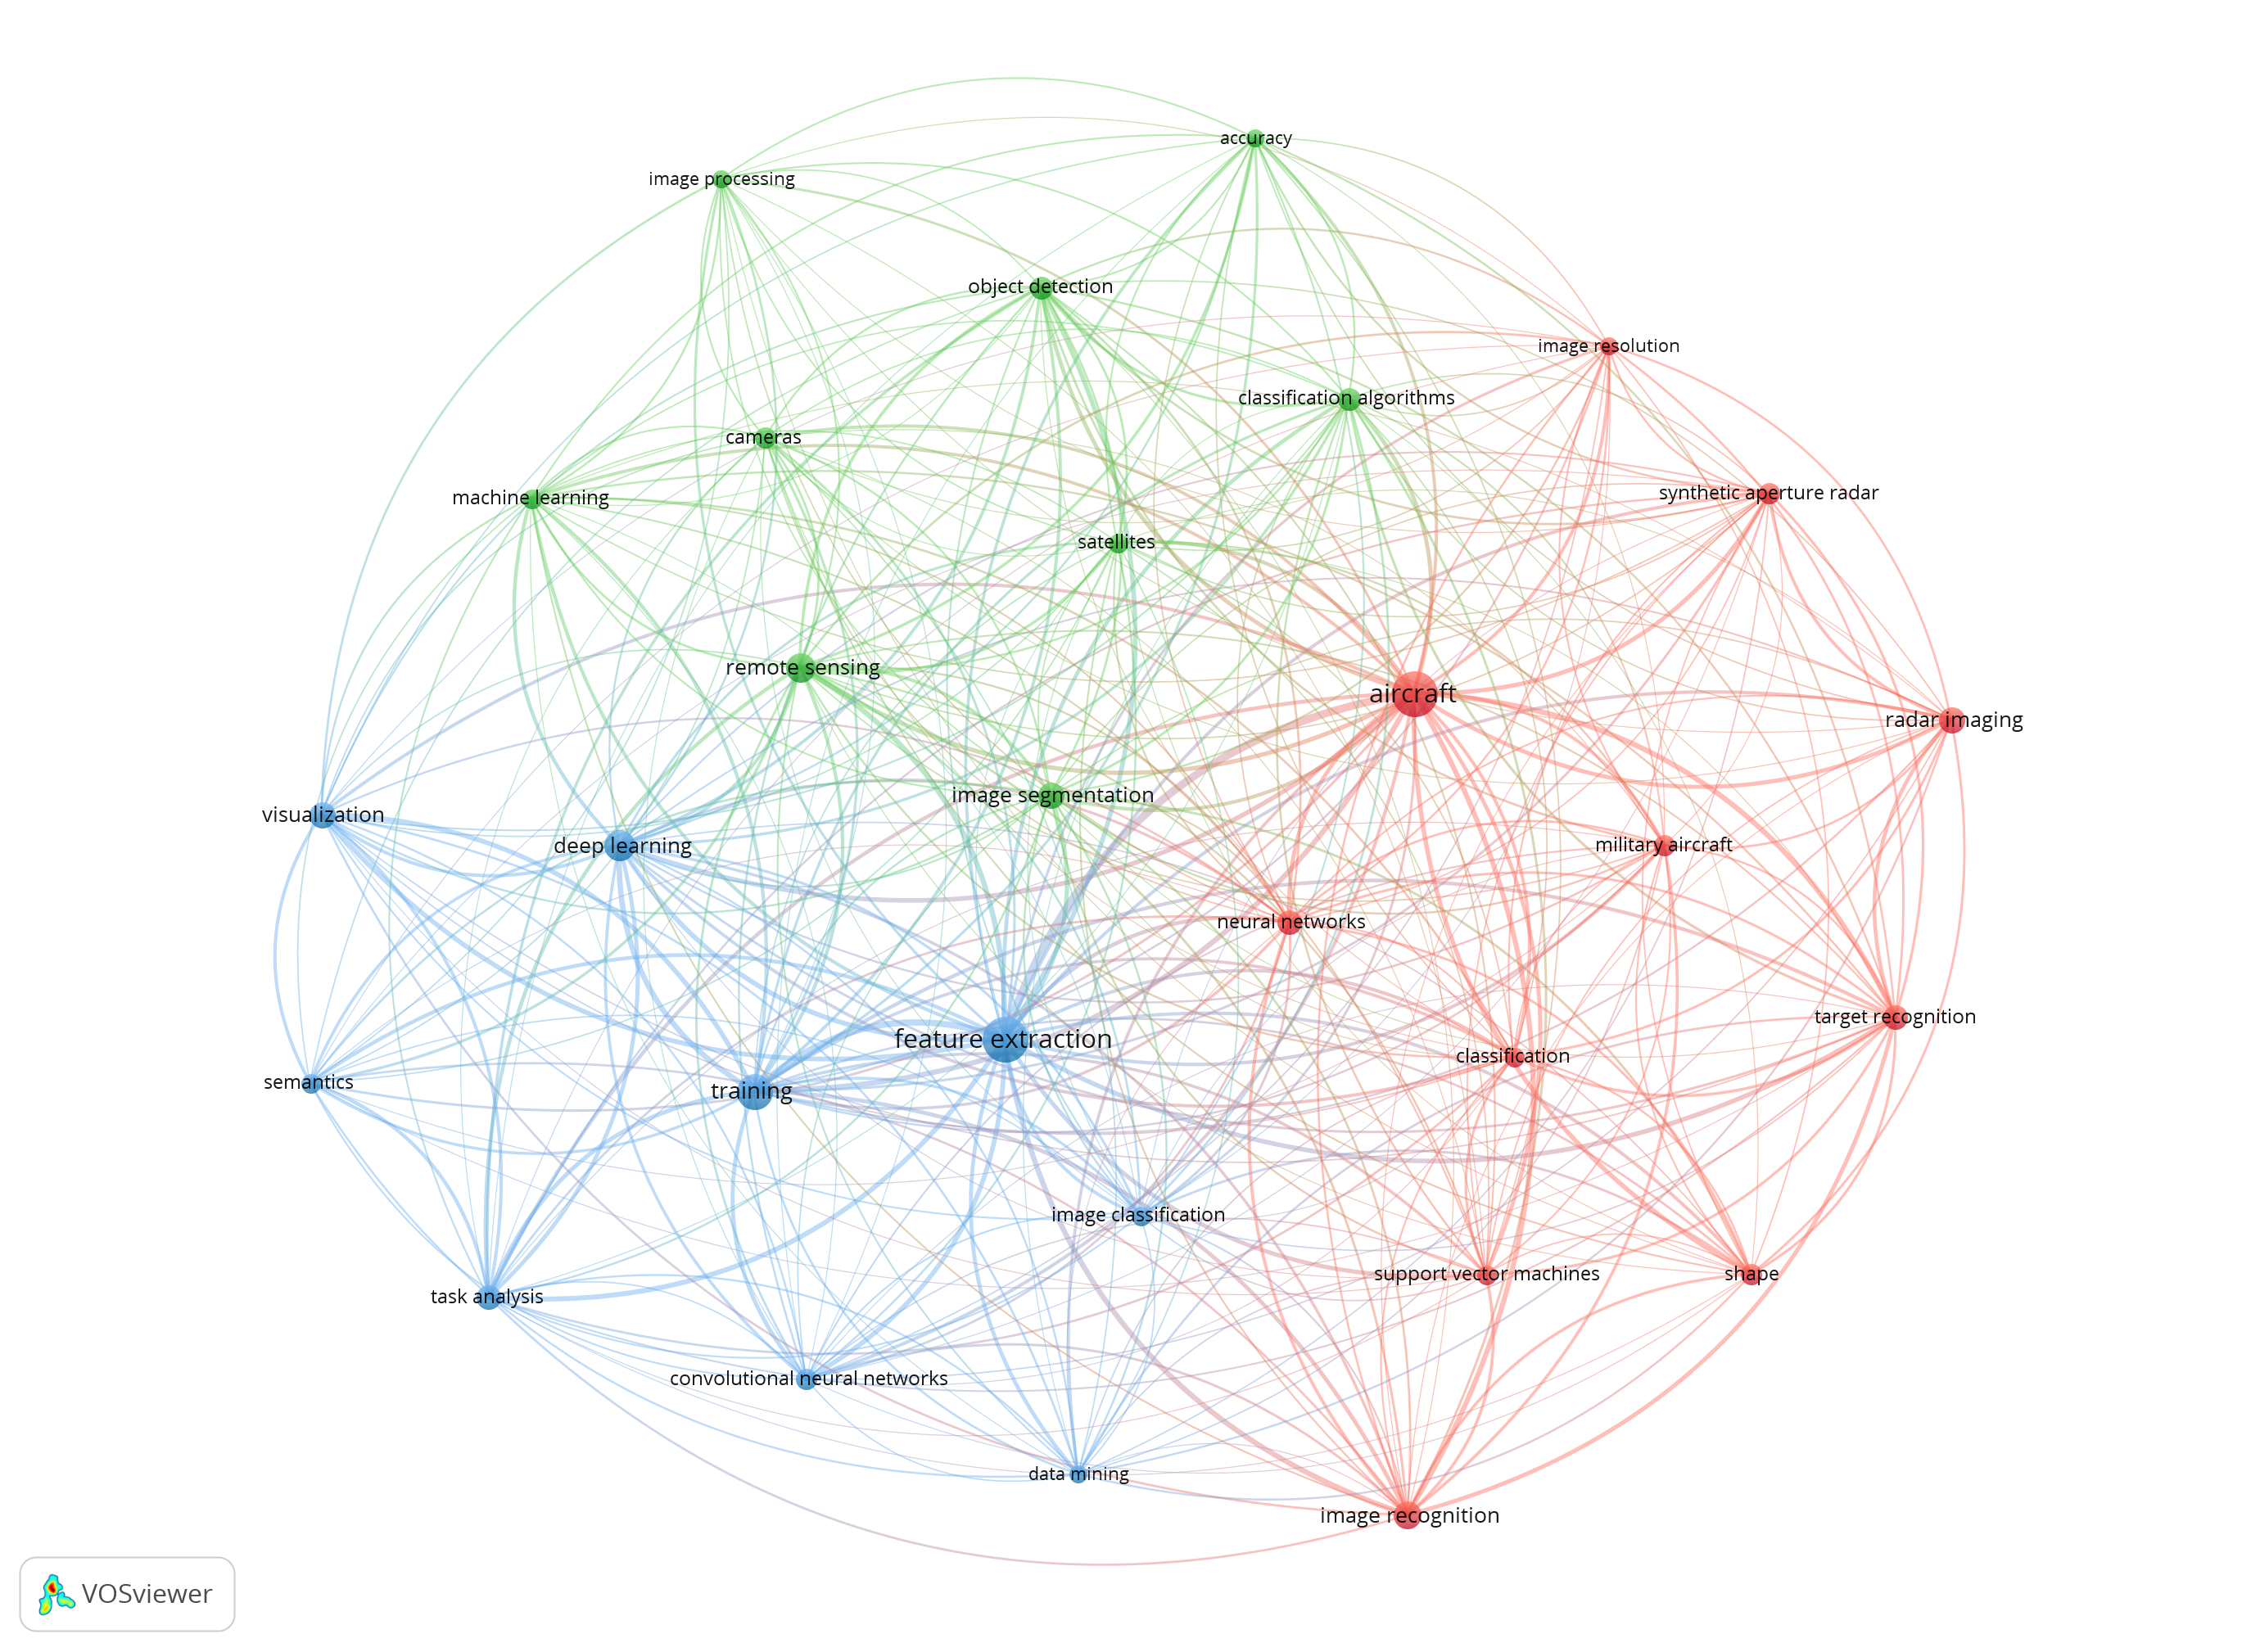 accuracy
image processing
object detection
image resolution
classification algorithms
cameras
synthetic aperture radar
machine learning
satellites
remote sensing
aircraft
radar imaging
image segmentation
visualization
deep learning
military aircraft
neural networks
target recognition
feature extraction
classification
semantics
training
image classification
support vector machines
shape
task analysis
convolutional neural networks
data mining
image recognition
VOSviewer